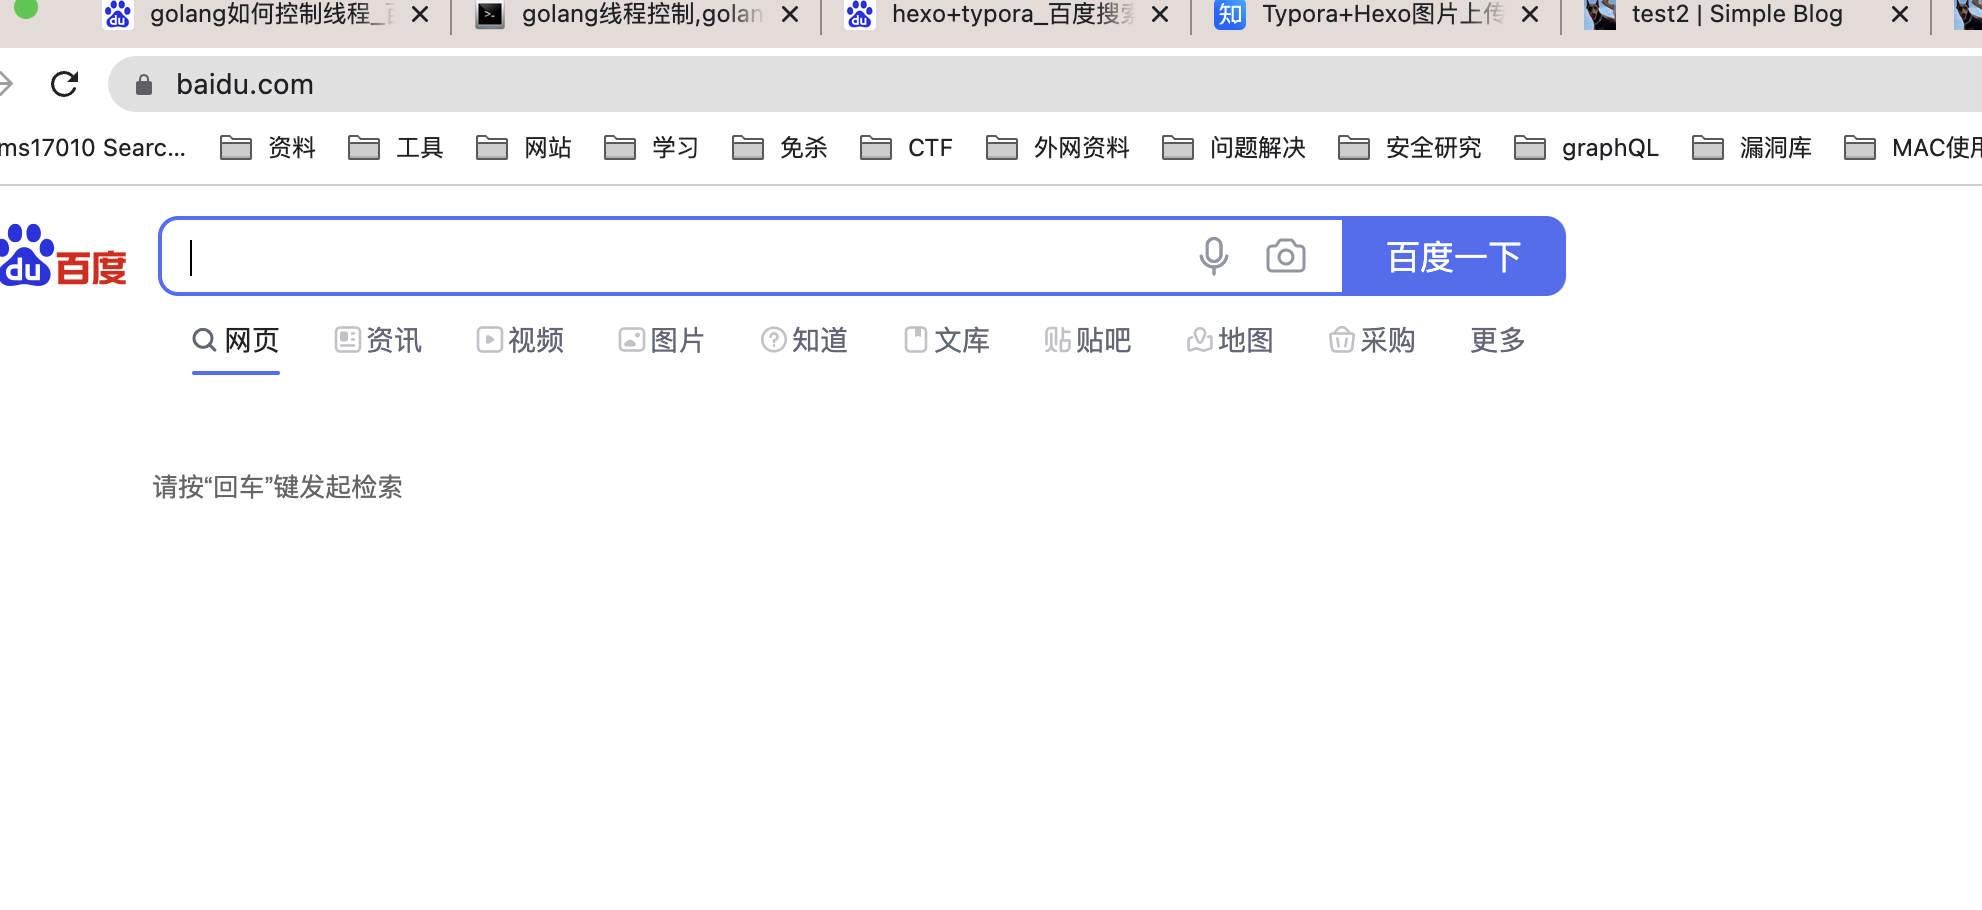 golang如何控制线程_ golang线程控制,golan hexo+typora_百度搜索 Typora+Hexo图片上传 test2 | Simple Blog
baidu.com
ms17010 Searc... 资料 工具 网站 学习 免杀 CTF 外网资料 问题解决 安全研究 graphQL 漏洞库 MAC使用
du百度 百度一下
网页 资讯 视频 图片 知道 文库 贴贴吧 地图 采购 更多
请按“回车”键发起检索